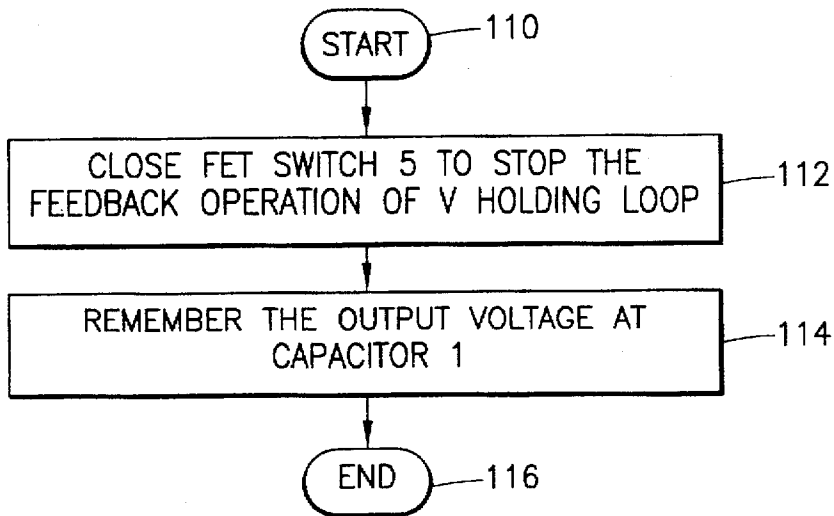 START
110
CLOSE FET SWITCH 5 TO STOP THE
FEEDBACK OPERATION OF V HOLDING LOOP
112
REMEMBER THE OUTPUT VOLTAGE AT
CAPACITOR 1
114
END
116